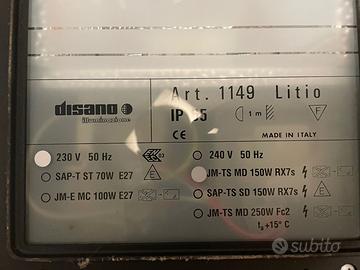 disano
illuminazione
Art. 1149 Litio
IP 65 1m F
CE MADE IN ITALY
230 V 50 Hz 03
SAP-T ST 70W E27 E
JM-E MC 100W E27
240 V 50 Hz
JM-TS MD 150W RX7s
SAP-TS SD 150W RX7s E
JM-TS MD 250W Fc2
ta+15° C
subito